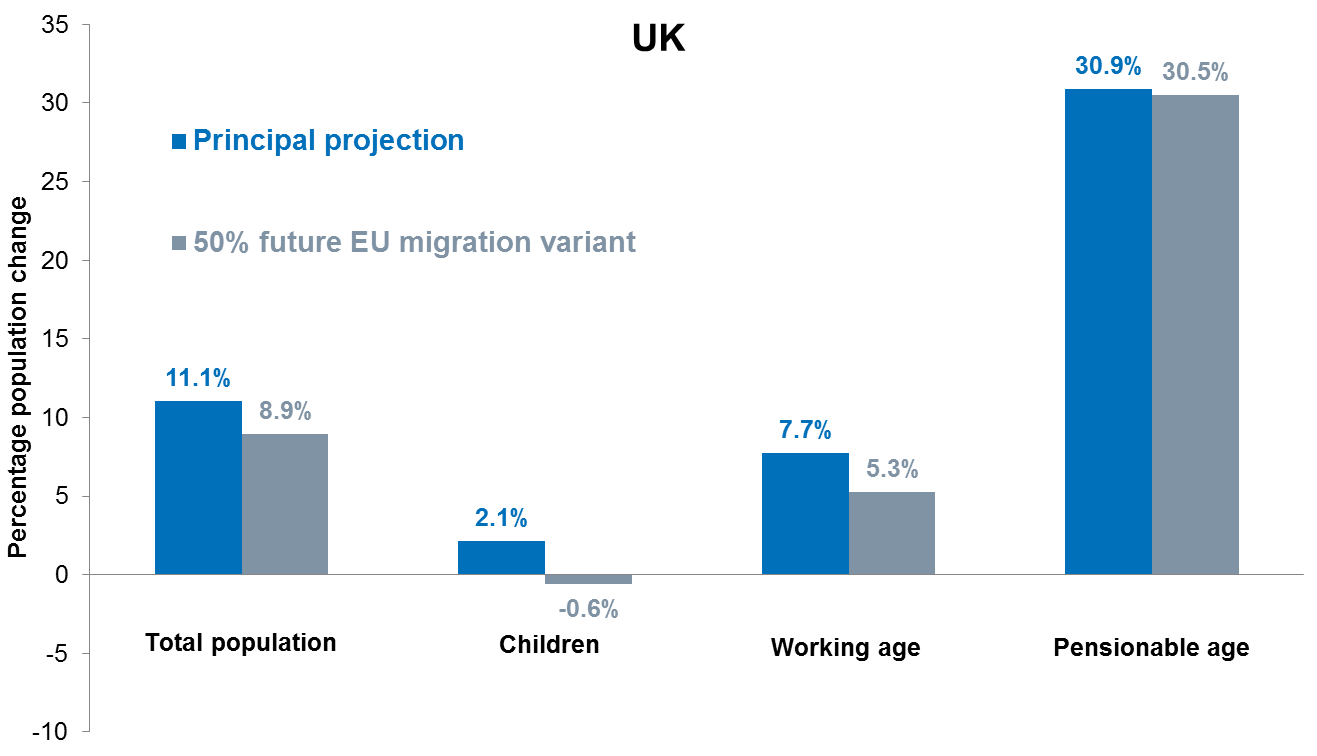 UK
Percentage population change
35
30
25
20
15
10
5
0
-5
-10
Principal projection
50% future EU migration variant
11.1%
8.9%
2.1%
-0.6%
7.7%
5.3%
30.9%
30.5%
Total population
Children
Working age
Pensionable age